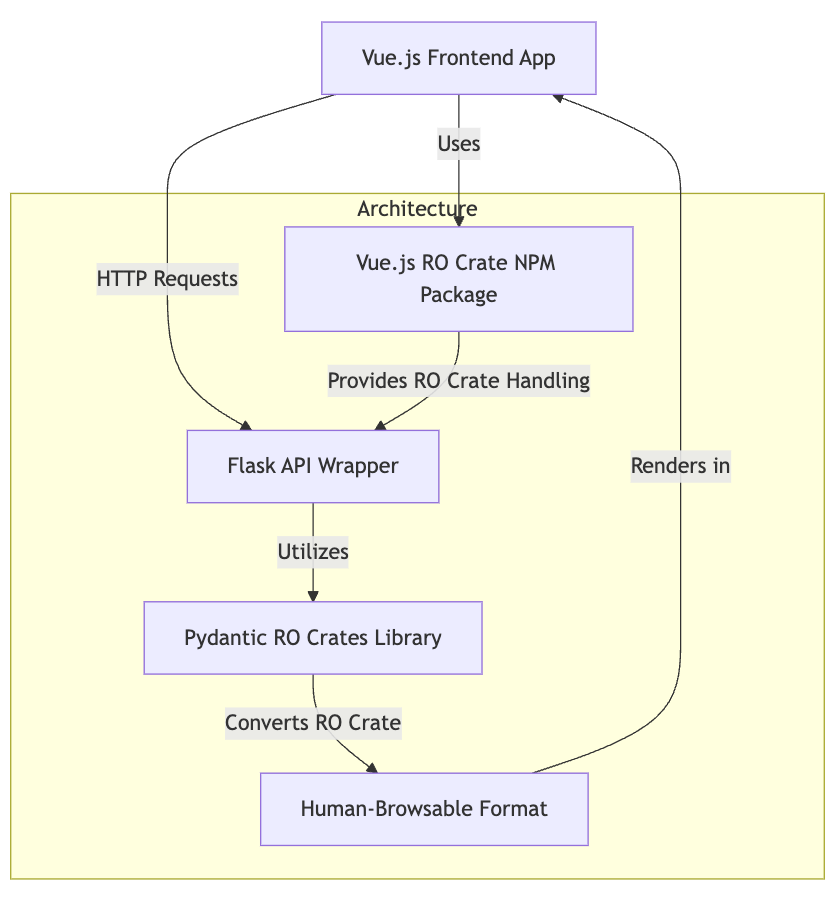 Vue.js Frontend App
Uses
Architecture
Vue.js RO Crate NPM
Package
HTTP Requests
Provides RO Crate Handling
Flask API Wrapper
Renders in
Utilizes
Pydantic RO Crates Library
Converts RO Crate
Human-Browsable Format